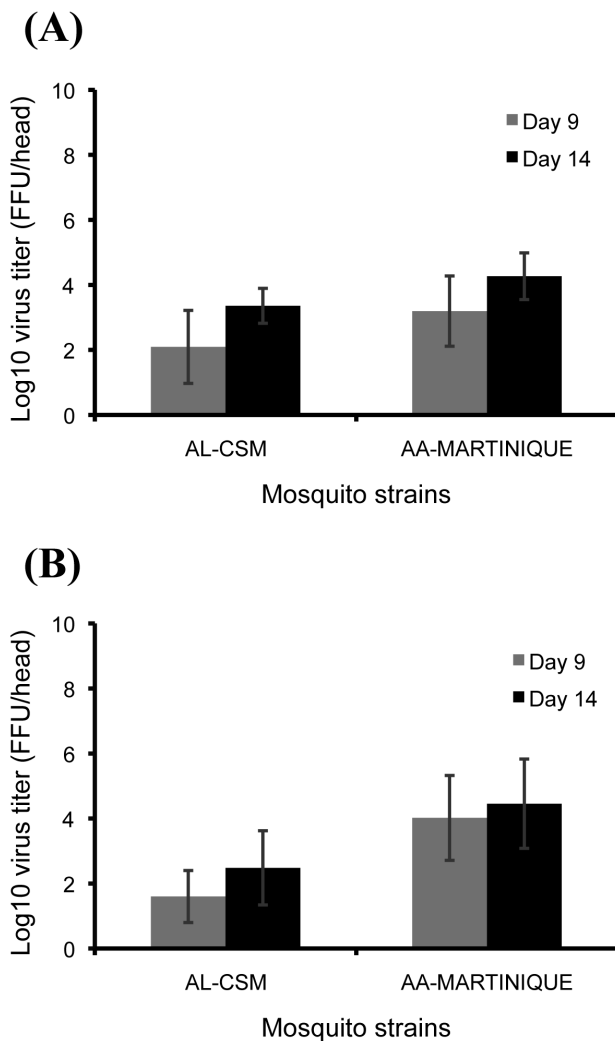 (A)
Log10 virus titer (FFU/head)
10
8
6
4
2
0
Day 9
Day 14
AL-CSM
AA-MARTINIQUE
Mosquito strains
(B)
Log10 virus titer (FFU/head)
10
8
6
4
2
0
Day 9
Day 14
AL-CSM
AA-MARTINIQUE
Mosquito strains